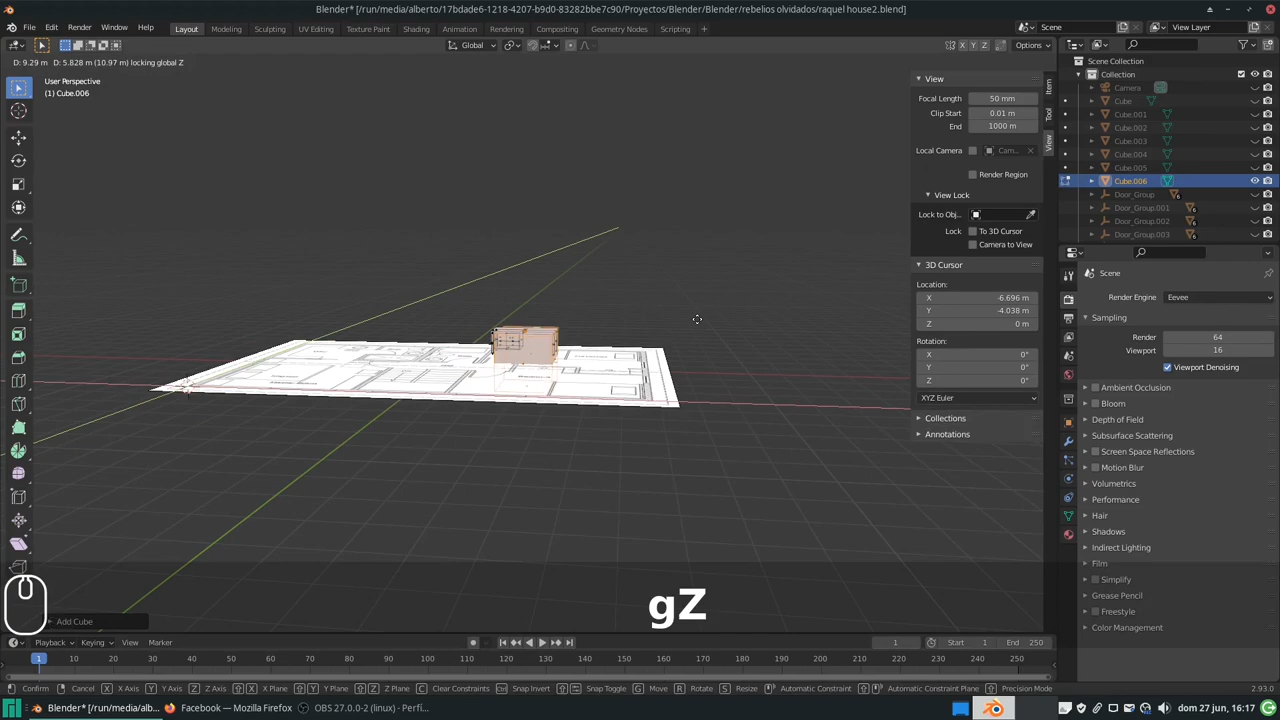 Blender* [/run/media/alberto/17bdade6-1218-4207-b9d0-83282bbe7c90/Proyectos/Blender/Blender/rebelios olvidados/raquel house2.blend]
File Edit Render Window Help Layout Modeling Sculpting UV Editing Texture Paint Shading Animation Rendering Compositing Geometry Nodes Scripting + Scene View Layer
Global X Y Z Options
D: 9.29 m D: 5.828 m (10.97 m) locking global Z
User Perspective
(1) Cube.006
View
Focal Length 50 mm
Clip Start 0.01 m
End 1000 m
Local Camera Cam...
Render Region
View Lock
Lock to Obj...
Lock: To 3D Cursor
Camera to View
3D Cursor
Location:
X -6.696 m
Y -4.038 m
Z 0 m
Rotation:
X 0°
Y 0°
Z 0°
XYZ Euler
Collections
Annotations
Item
Tool
View
Scene Collection
Collection
Camera
Cube
Cube.001
Cube.002
Cube.003
Cube.004
Cube.005
Cube.006
Door_Group 6
Door_Group.001 6
Door_Group.002 6
Door_Group.003 6
Scene
Render Engine Eevee
Sampling
Render 64
Viewport 16
Viewport Denoi...
Ambient Occlusion
Bloom
Depth of Field
Subsurface Scattering
Screen Space Reflections
Motion Blur
Volumetrics
Performance
Hair
Shadows
Indirect Lighting
Film
Simplify
Grease Pencil
Freestyle
Color Management
gZ
Add Cube
Playback Keying View Marker 1 Start 1 End 250
1 10 20 30 40 50 60 70 80 90 100 110 120 130 140 150 160 170 180 190 200 210 220 230 240 250
Confirm Cancel X X Axis Y Y Axis Z Z Axis X X Plane Y Y Plane Z Z Plane C Clear Constraints Snap Invert Snap Toggle G Move R Rotate S Resize Automatic Constraint Automatic Constraint Plane Precision Mode 2.93.0
Blender* [/run/media/alberto/17... Facebook — Mozilla Firefox OBS 27.0.0-2 (linux) - Perfi... dom 27 jun, 16:17